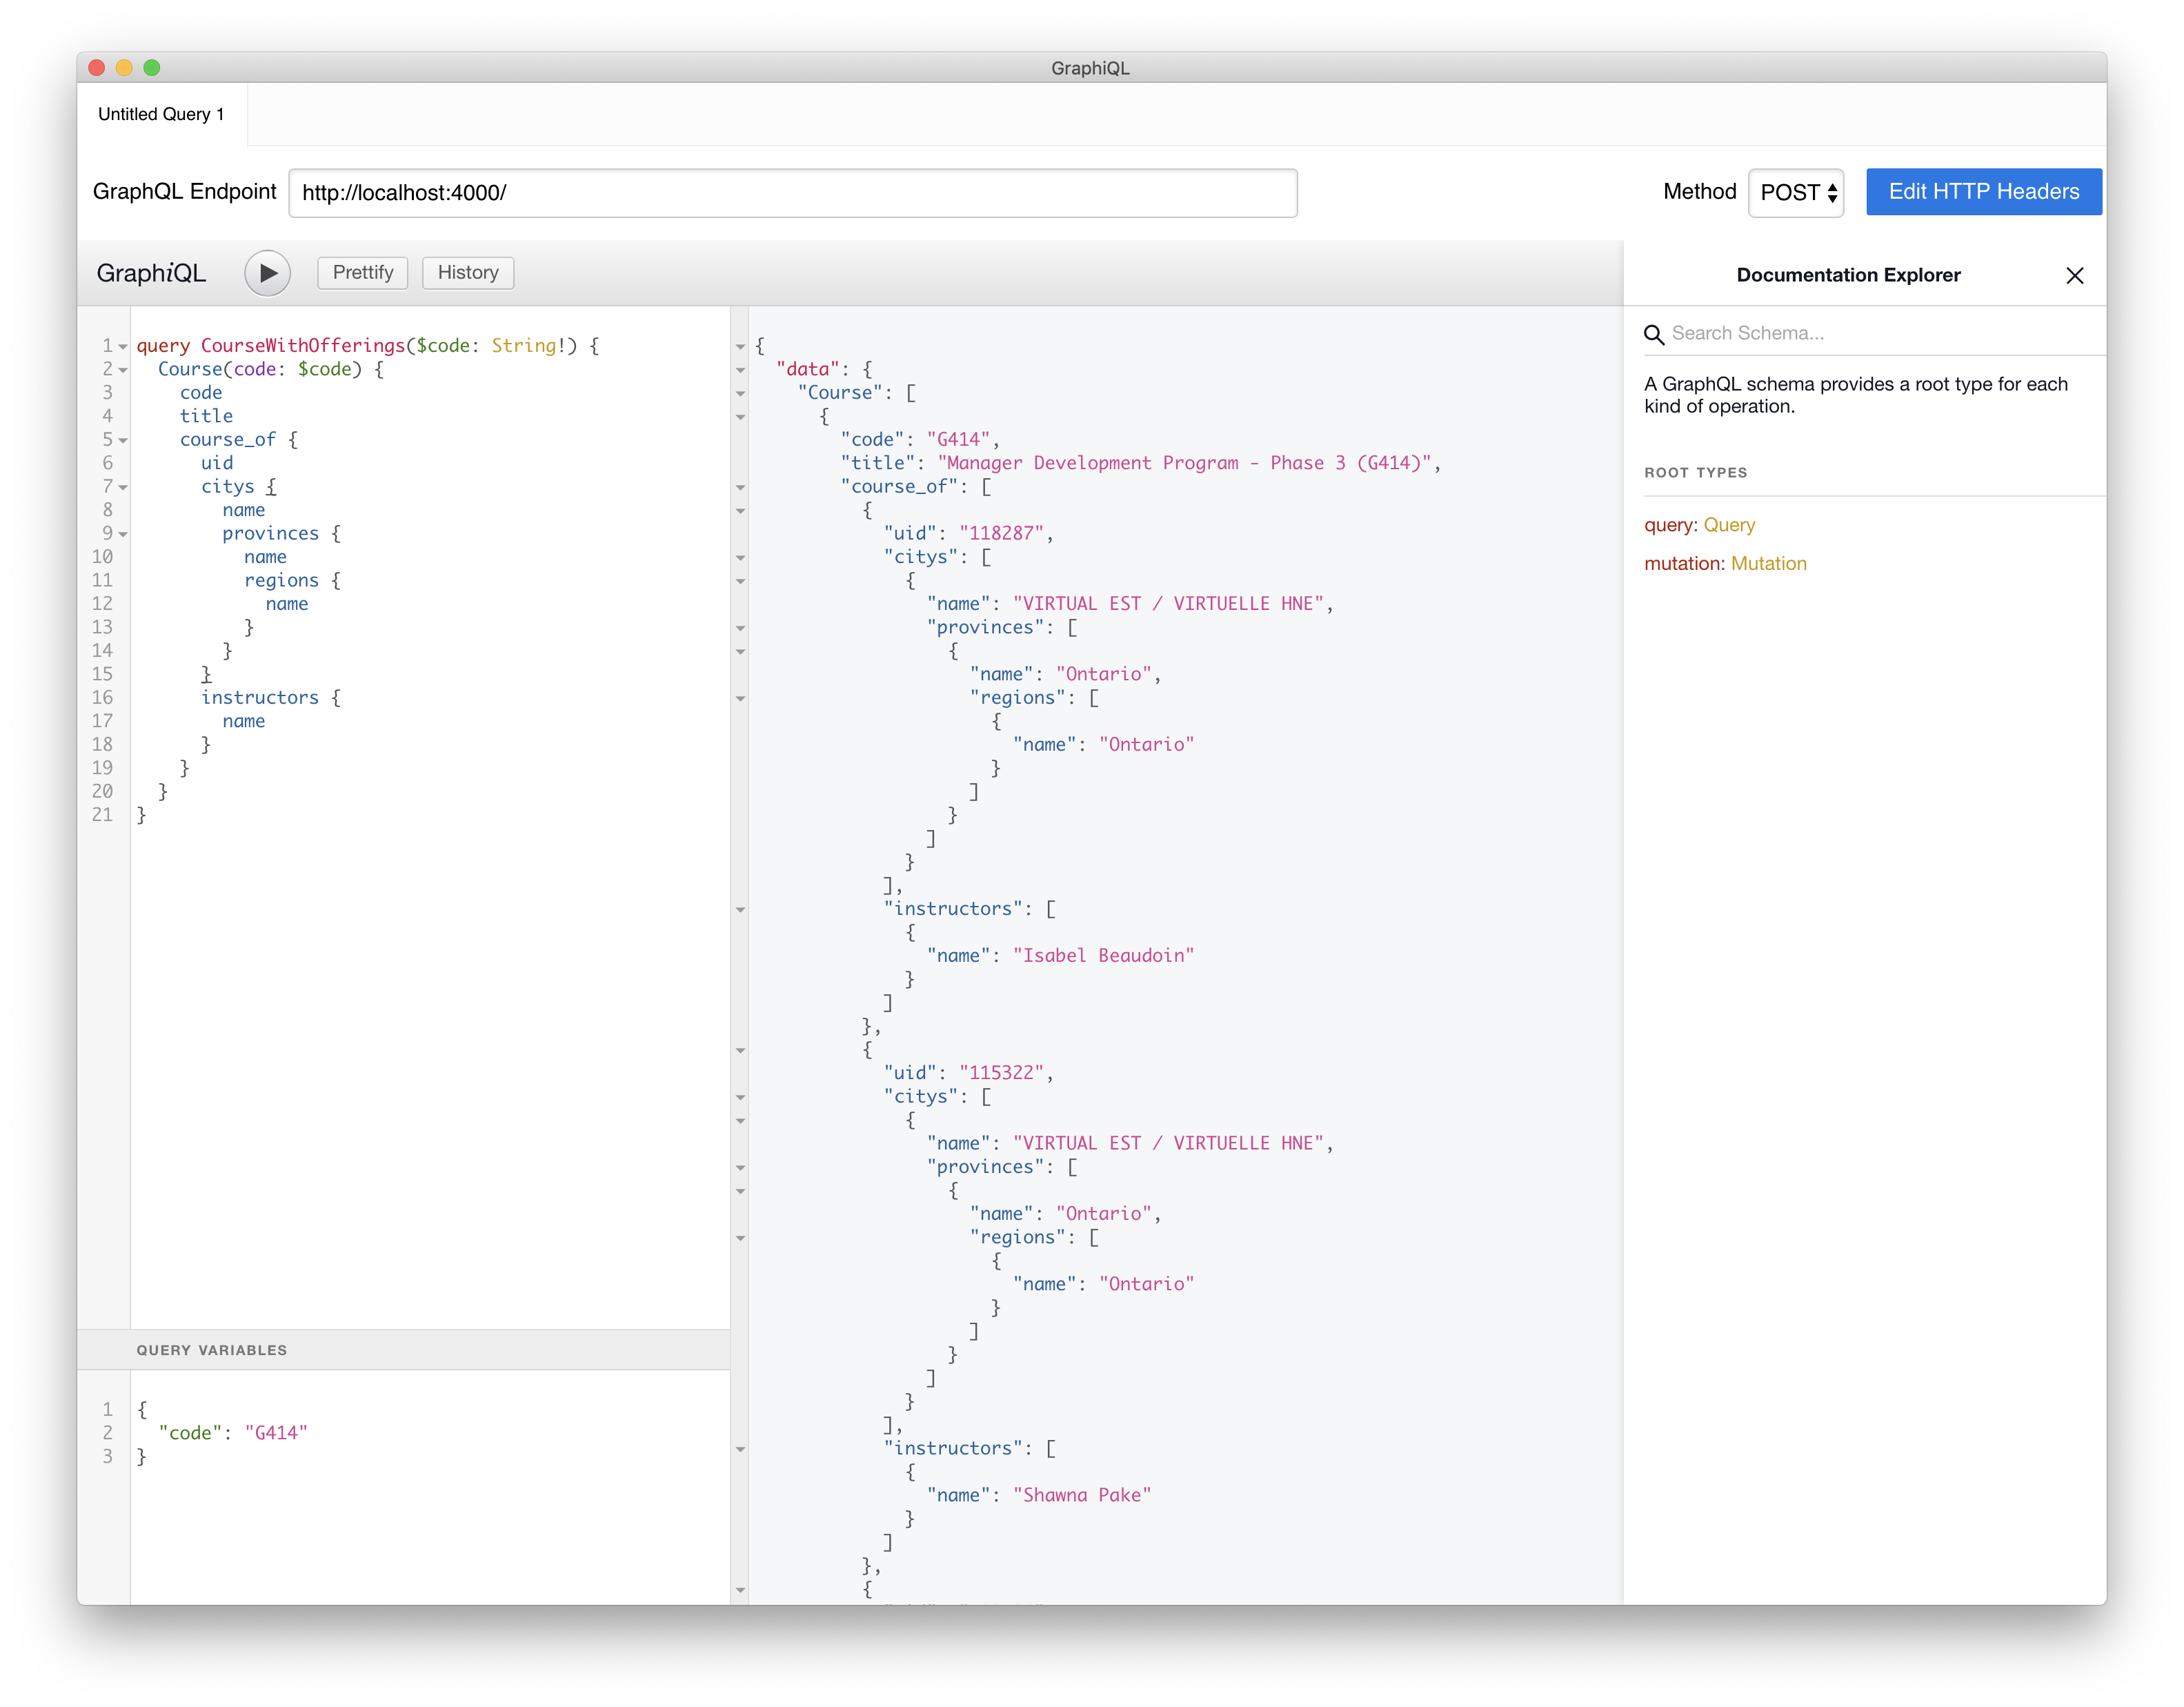 GraphiQL
Untitled Query 1
GraphQL Endpoint http://localhost:4000/ Method POST Edit HTTP Headers
GraphiQL Prettify History
1 query CourseWithOfferings($code: String!) {
2 Course(code: $code) {
3 code
4 title
5 course_of {
6 uid
7 citys {
8 name
9 provinces {
10 name
11 regions {
12 name
13 }
14 }
15 }
16 instructors {
17 name
18 }
19 }
20 }
21 }
QUERY VARIABLES
1 {
2 "code": "G414"
3 }
{
"data": {
"Course": [
{
"code": "G414",
"title": "Manager Development Program - Phase 3 (G414)",
"course_of": [
{
"uid": "118287",
"citys": [
{
"name": "VIRTUAL EST / VIRTUELLE HNE",
"provinces": [
{
"name": "Ontario",
"regions": [
{
"name": "Ontario"
}
]
}
]
}
],
"instructors": [
{
"name": "Isabel Beaudoin"
}
]
},
{
"uid": "115322",
"citys": [
{
"name": "VIRTUAL EST / VIRTUELLE HNE",
"provinces": [
{
"name": "Ontario",
"regions": [
{
"name": "Ontario"
}
]
}
]
}
],
"instructors": [
{
"name": "Shawna Pake"
}
]
},
{
Documentation Explorer
Search Schema...
A GraphQL schema provides a root type for each
kind of operation.
ROOT TYPES
query: Query
mutation: Mutation